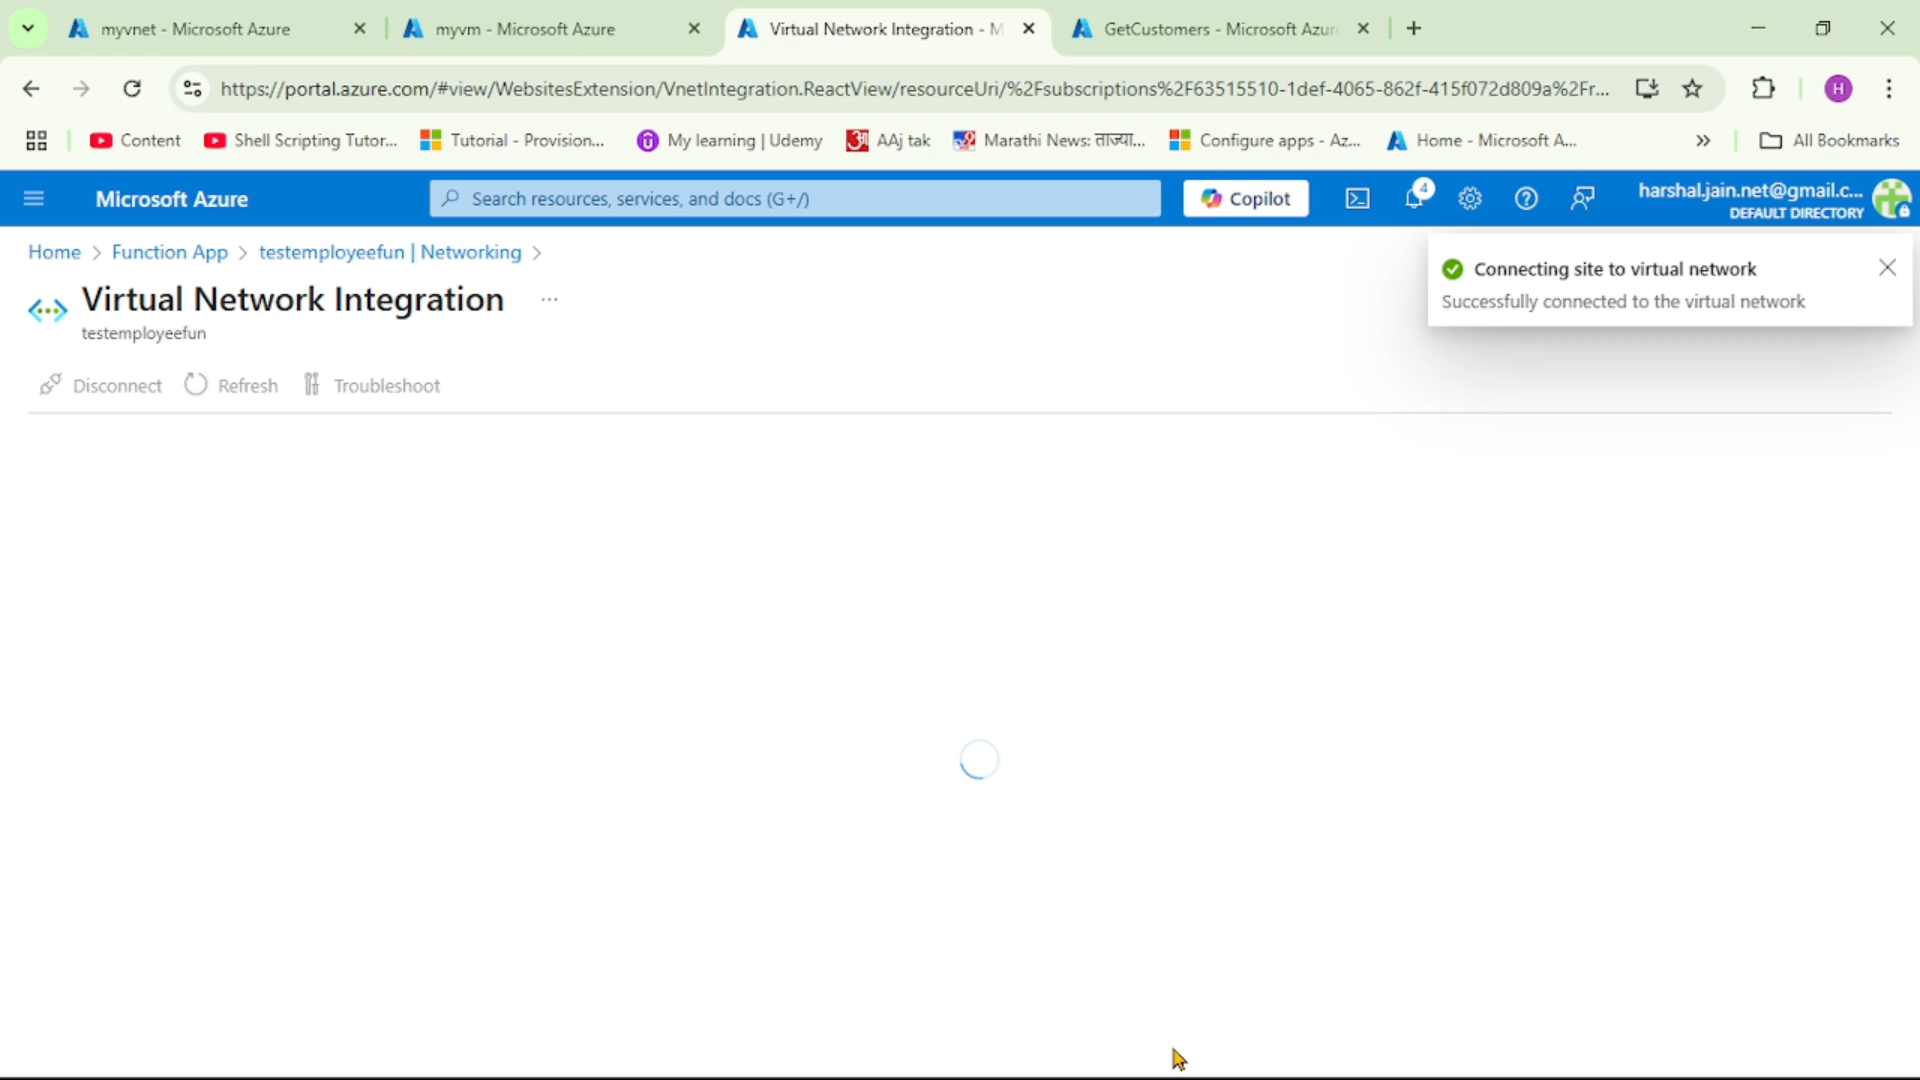 myvnet - Microsoft Azure
myvm - Microsoft Azure
Virtual Network Integration - M
GetCustomers - Microsoft Azur
https://portal.azure.com/#view/WebsitesExtension/VnetIntegration.ReactView/resourceUri/%2Fsubscriptions%2F63515510-1def-4065-862f-415f072d809a%2Fr...
H
Content
Shell Scripting Tutor...
Tutorial - Provision...
My learning | Udemy
AAj tak
Marathi News: ताज्या...
Configure apps - Az...
Home - Microsoft A...
All Bookmarks
Microsoft Azure
Search resources, services, and docs (G+/)
Copilot
4
harshal.jain.net@gmail.c...
DEFAULT DIRECTORY
Home > Function App > testemployeefun | Networking >
Connecting site to virtual network
Successfully connected to the virtual network
Virtual Network Integration ...
testemployeefun
Disconnect
Refresh
Troubleshoot